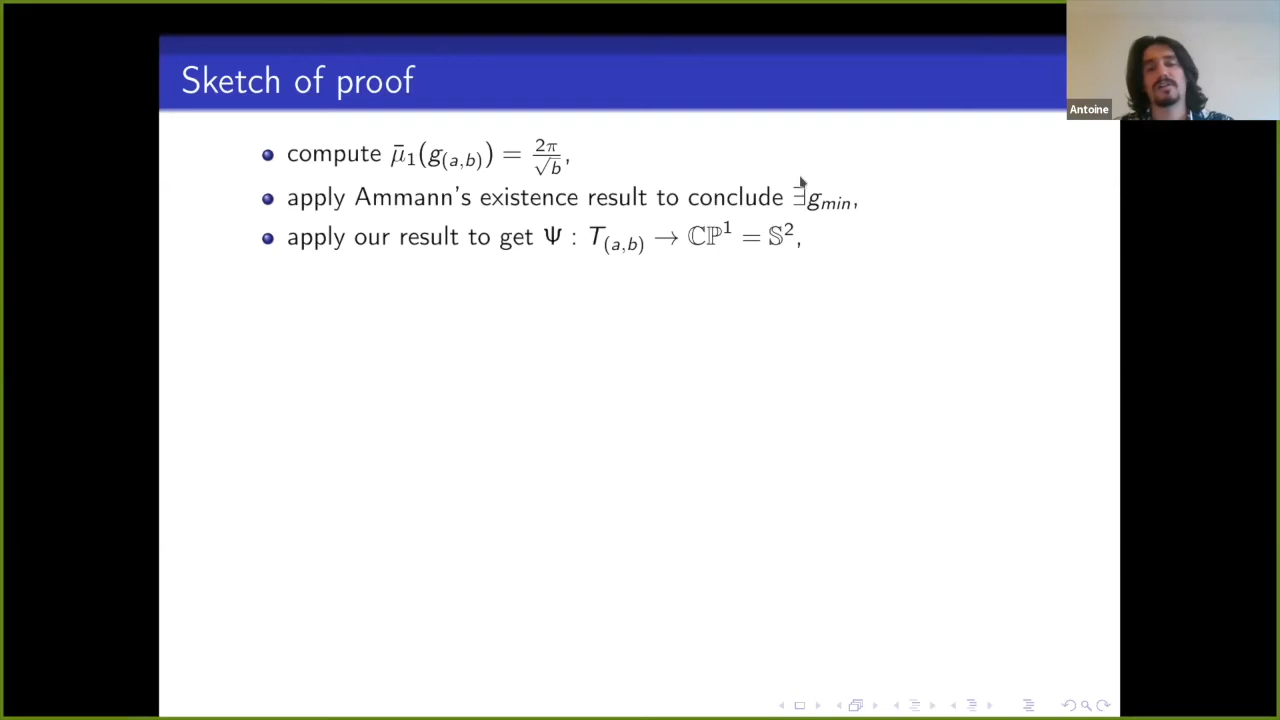 Sketch of proof
Antoine
compute μ̄₁(g₍ₐ,b₎) = 2π/√b,
apply Ammann's existence result to conclude ∃g_min,
apply our result to get Ψ : T₍ₐ,b₎ → ℂℙ¹ = 𝕊²,